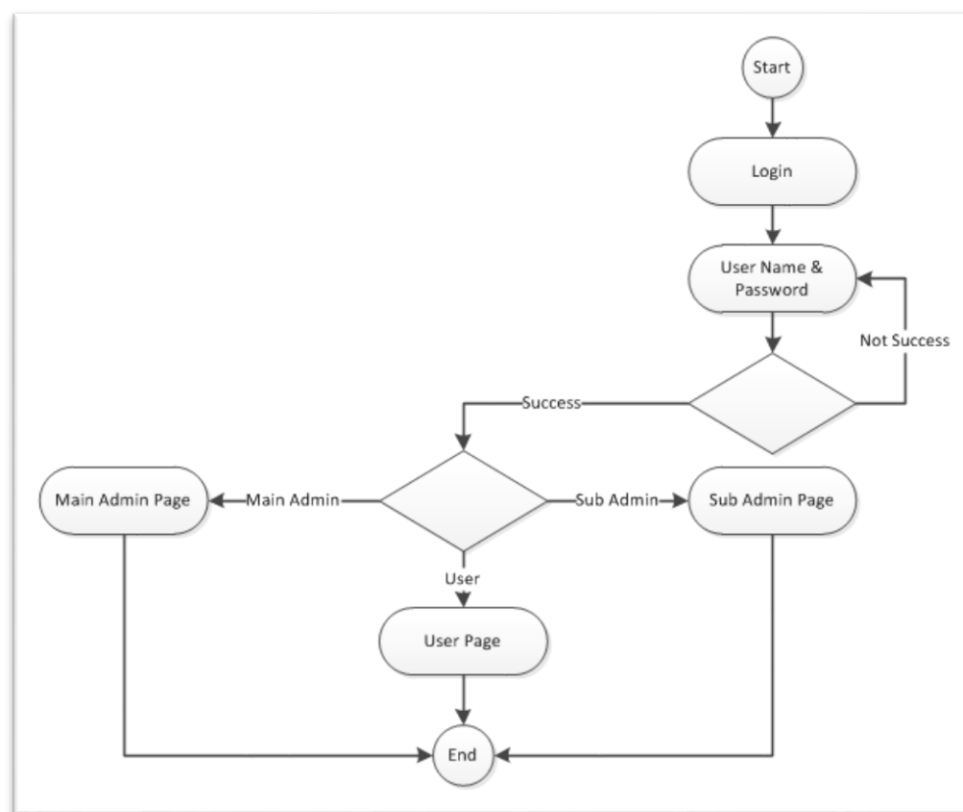 Start
Login
User Name &
Password
Not Success
Success
Main Admin Page
Main Admin
Sub Admin
Sub Admin Page
User
User Page
End